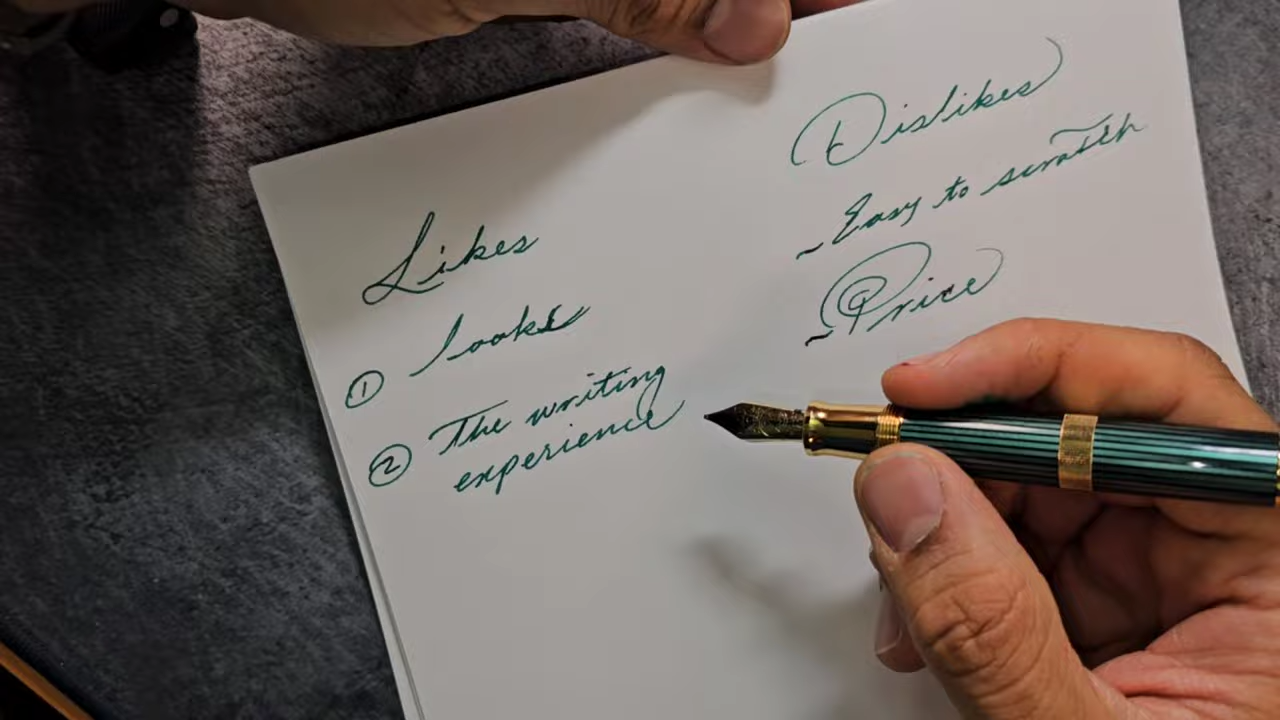 Likes
① looks
② The writing
experience
Dislikes
~ Easy to scratch
~ Price